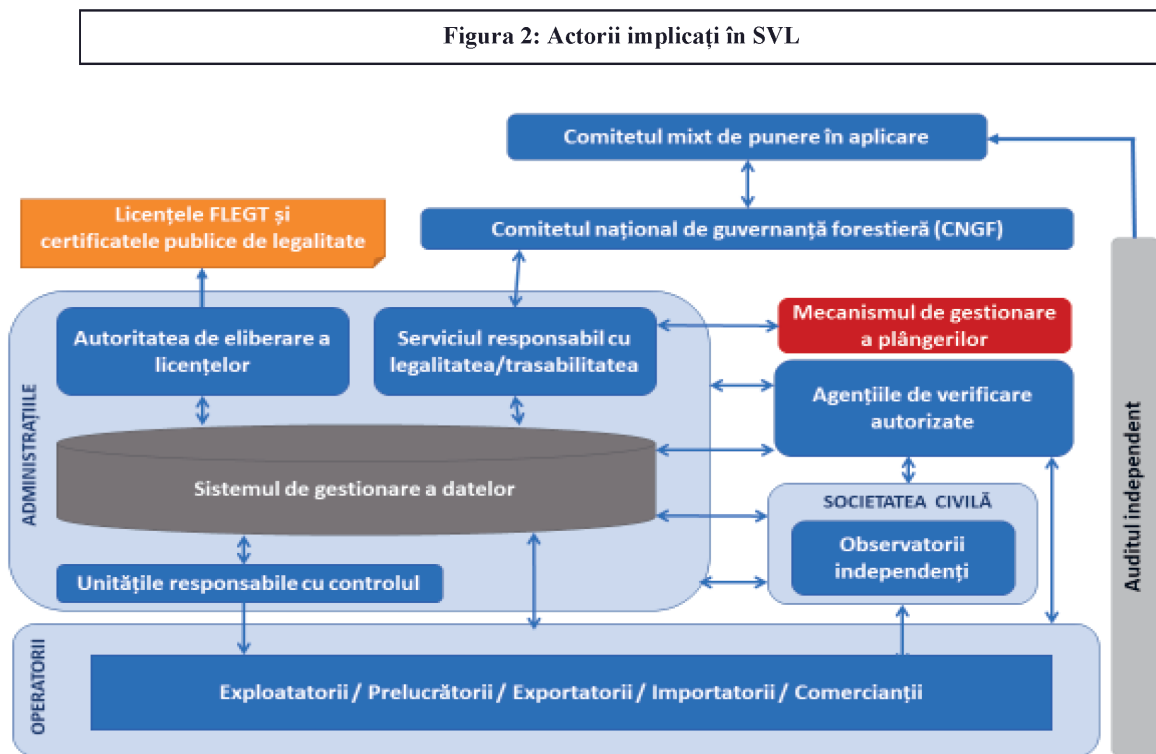 Figura 2: Actorii implicați în SVL
Comitetul mixt de punere în aplicare
Licențele FLEGT și
certificatele publice de legalitate
Comitetul național de guvernanță forestieră (CNGF)
Autoritatea de eliberare a
licențelor
Serviciul responsabil cu
legalitatea/trasabilitatea
Mecanismul de gestionare
a plângerilor
Agențiile de verificare
autorizate
ADMINISTRAȚIILE
Sistemul de gestionare a datelor
SOCIETATEA CIVILĂ
Observatorii
independenți
Unitățile responsabile cu controlul
Auditul independent
OPERATORII
Exploatatorii / Prelucrătorii / Exportatorii / Importatorii / Comercianții